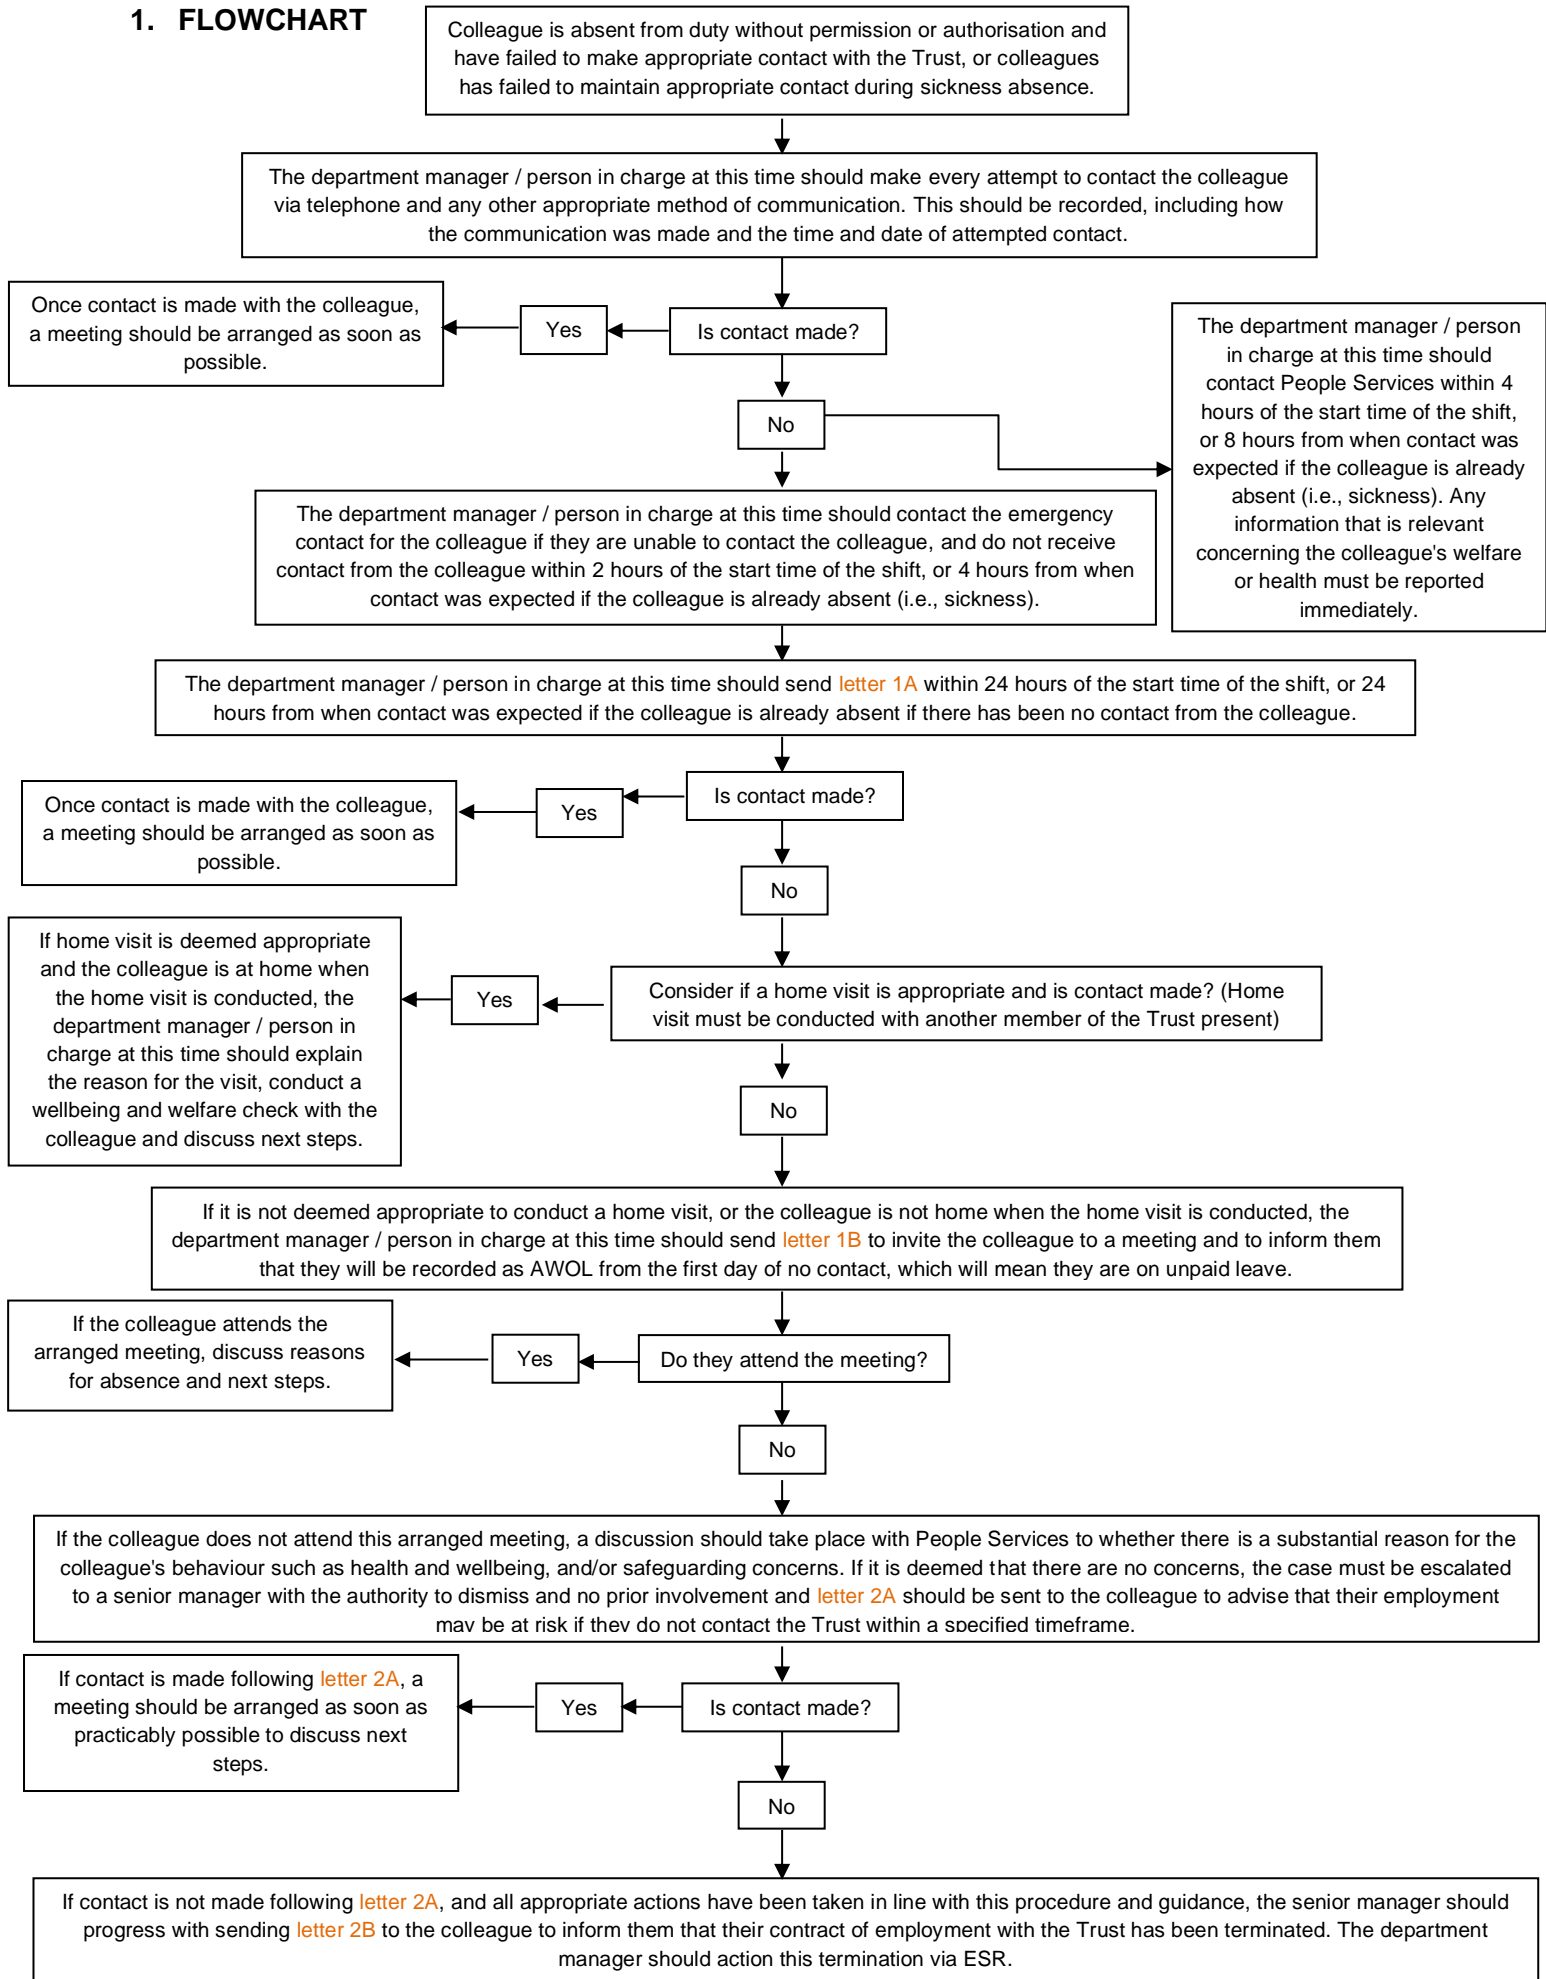 1. FLOWCHART
Colleague is absent from duty without permission or authorisation and
have failed to make appropriate contact with the Trust, or colleagues
has failed to maintain appropriate contact during sickness absence.
The department manager / person in charge at this time should make every attempt to contact the colleague
via telephone and any other appropriate method of communication. This should be recorded, including how
the communication was made and the time and date of attempted contact.
Is contact made?
Yes
Once contact is made with the colleague,
a meeting should be arranged as soon as
possible.
No
The department manager / person
in charge at this time should
contact People Services within 4
hours of the start time of the shift,
or 8 hours from when contact was
expected if the colleague is already
absent (i.e., sickness). Any
information that is relevant
concerning the colleague's welfare
or health must be reported
immediately.
The department manager / person in charge at this time should contact the emergency
contact for the colleague if they are unable to contact the colleague, and do not receive
contact from the colleague within 2 hours of the start time of the shift, or 4 hours from when
contact was expected if the colleague is already absent (i.e., sickness).
The department manager / person in charge at this time should send letter 1A within 24 hours of the start time of the shift, or 24
hours from when contact was expected if the colleague is already absent if there has been no contact from the colleague.
Is contact made?
Yes
Once contact is made with the colleague,
a meeting should be arranged as soon as
possible.
No
Consider if a home visit is appropriate and is contact made? (Home
visit must be conducted with another member of the Trust present)
Yes
If home visit is deemed appropriate
and the colleague is at home when
the home visit is conducted, the
department manager / person in
charge at this time should explain
the reason for the visit, conduct a
wellbeing and welfare check with the
colleague and discuss next steps.
No
If it is not deemed appropriate to conduct a home visit, or the colleague is not home when the home visit is conducted, the
department manager / person in charge at this time should send letter 1B to invite the colleague to a meeting and to inform them
that they will be recorded as AWOL from the first day of no contact, which will mean they are on unpaid leave.
Do they attend the meeting?
Yes
If the colleague attends the
arranged meeting, discuss reasons
for absence and next steps.
No
If the colleague does not attend this arranged meeting, a discussion should take place with People Services to whether there is a substantial reason for the
colleague's behaviour such as health and wellbeing, and/or safeguarding concerns. If it is deemed that there are no concerns, the case must be escalated
to a senior manager with the authority to dismiss and no prior involvement and letter 2A should be sent to the colleague to advise that their employment
may be at risk if they do not contact the Trust within a specified timeframe.
Is contact made?
Yes
If contact is made following letter 2A, a
meeting should be arranged as soon as
practicably possible to discuss next
steps.
No
If contact is not made following letter 2A, and all appropriate actions have been taken in line with this procedure and guidance, the senior manager should
progress with sending letter 2B to the colleague to inform them that their contract of employment with the Trust has been terminated. The department
manager should action this termination via ESR.